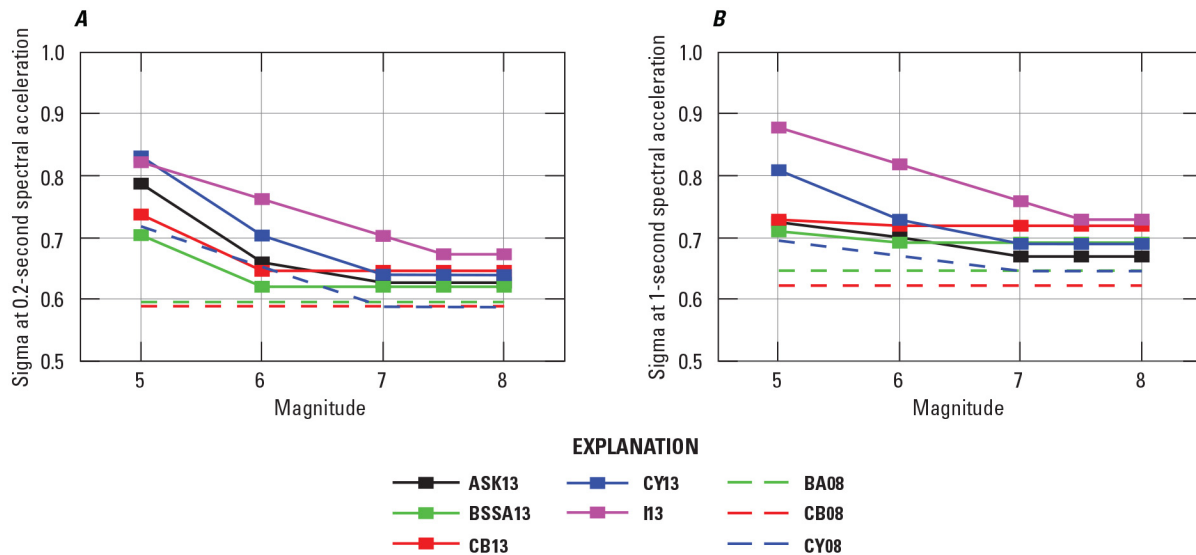 A
Sigma at 0.2-second spectral acceleration
1.0
0.9
0.8
0.7
0.6
0.5
5 6 7 8
Magnitude
B
Sigma at 1-second spectral acceleration
1.0
0.9
0.8
0.7
0.6
0.5
5 6 7 8
Magnitude
EXPLANATION
ASK13
BSSA13
CB13
CY13
I13
BA08
CB08
CY08